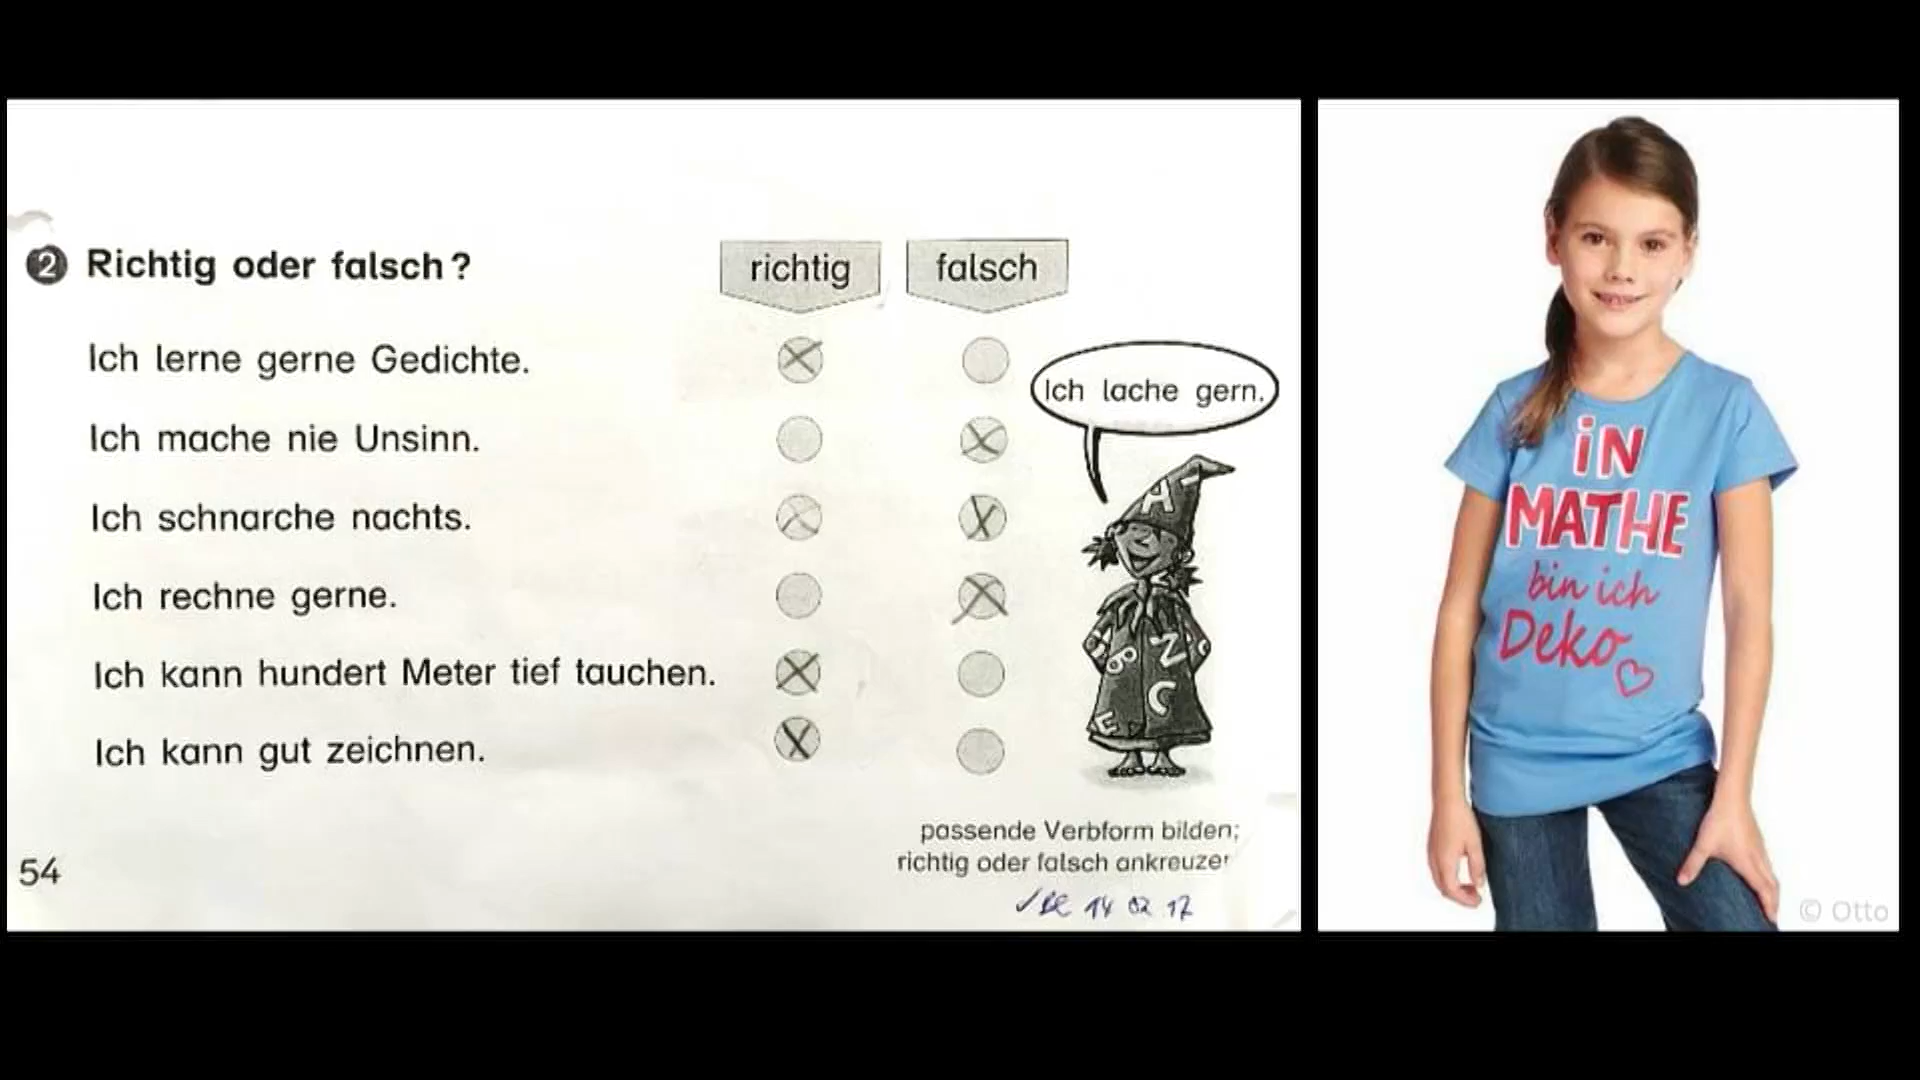 2 Richtig oder falsch?
richtig falsch
Ich lerne gerne Gedichte.
Ich mache nie Unsinn.
Ich schnarche nachts.
Ich rechne gerne.
Ich kann hundert Meter tief tauchen.
Ich kann gut zeichnen.
Ich lache gern.
H
B N
C
E
passende Verbform bilden;
richtig oder falsch ankreuzen
54
14 02 17
iN
MATHE
bin ich
Deko
© Otto